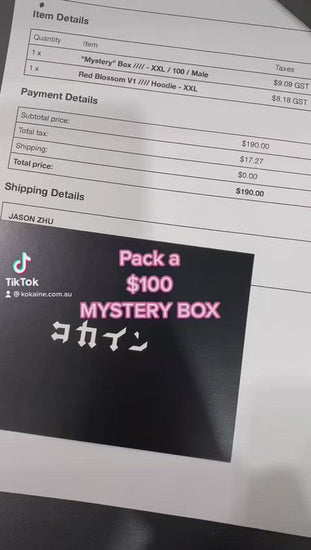 Item Details
Quantity Item Taxes
1 x "Mystery" Box //// - XXL / 100 / Male $9.09 GST
1 x Red Blossom V1 //// Hoodie - XXL $8.18 GST
Payment Details
Subtotal price: $190.00
Total tax: $17.27
Shipping: $0.00
Total price: $190.00
Shipping Details
JASON ZHU
Pack a
$100
MYSTERY BOX
TikTok
@kokaine.com.au
コカイン